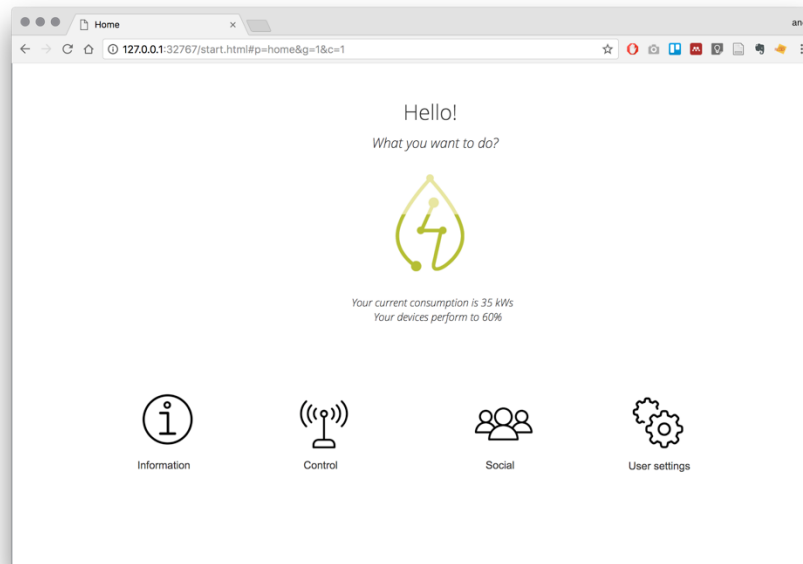 Home
an
127.0.0.1:32767/start.html#p=home&g=1&c=1
Hello!
What you want to do?
Your current consumption is 35 kWs
Your devices perform to 60%
Information
Control
Social
User settings